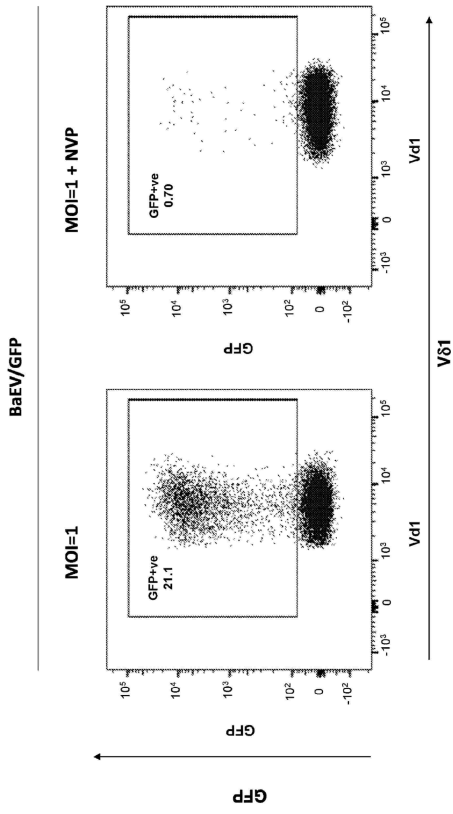 BaEV/GFP
MOI=1
MOI=1 + NVP
GFP+ve
21.1
GFP+ve
0.70
10⁵
10⁴
10³
10²
0
-10²
10⁵
10⁴
10³
10²
0
-10²
GFP
GFP
GFP
-10³
0
10³
10⁴
10⁵
-10³
0
10³
10⁴
10⁵
Vd1
Vd1
Vδ1